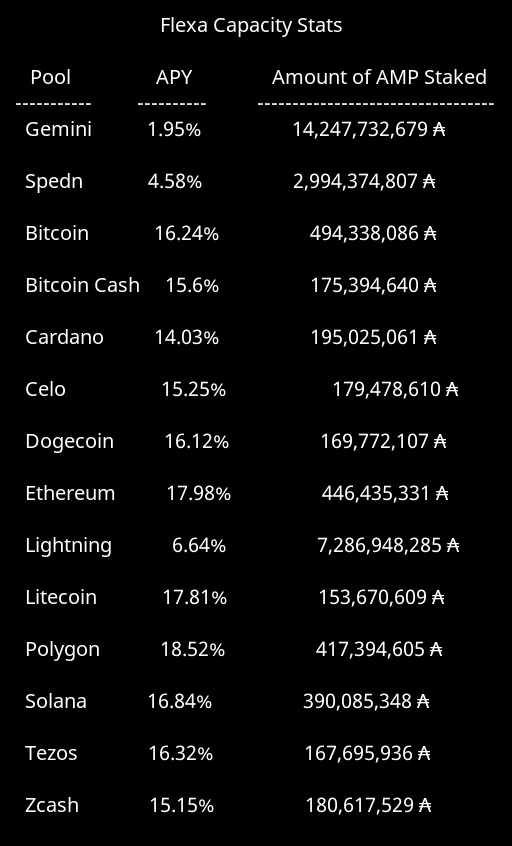 Flexa Capacity Stats
Pool APY Amount of AMP Staked
----------- ---------- ----------------------------------
Gemini 1.95% 14,247,732,679 ₳
Spedn 4.58% 2,994,374,807 ₳
Bitcoin 16.24% 494,338,086 ₳
Bitcoin Cash 15.6% 175,394,640 ₳
Cardano 14.03% 195,025,061 ₳
Celo 15.25% 179,478,610 ₳
Dogecoin 16.12% 169,772,107 ₳
Ethereum 17.98% 446,435,331 ₳
Lightning 6.64% 7,286,948,285 ₳
Litecoin 17.81% 153,670,609 ₳
Polygon 18.52% 417,394,605 ₳
Solana 16.84% 390,085,348 ₳
Tezos 16.32% 167,695,936 ₳
Zcash 15.15% 180,617,529 ₳